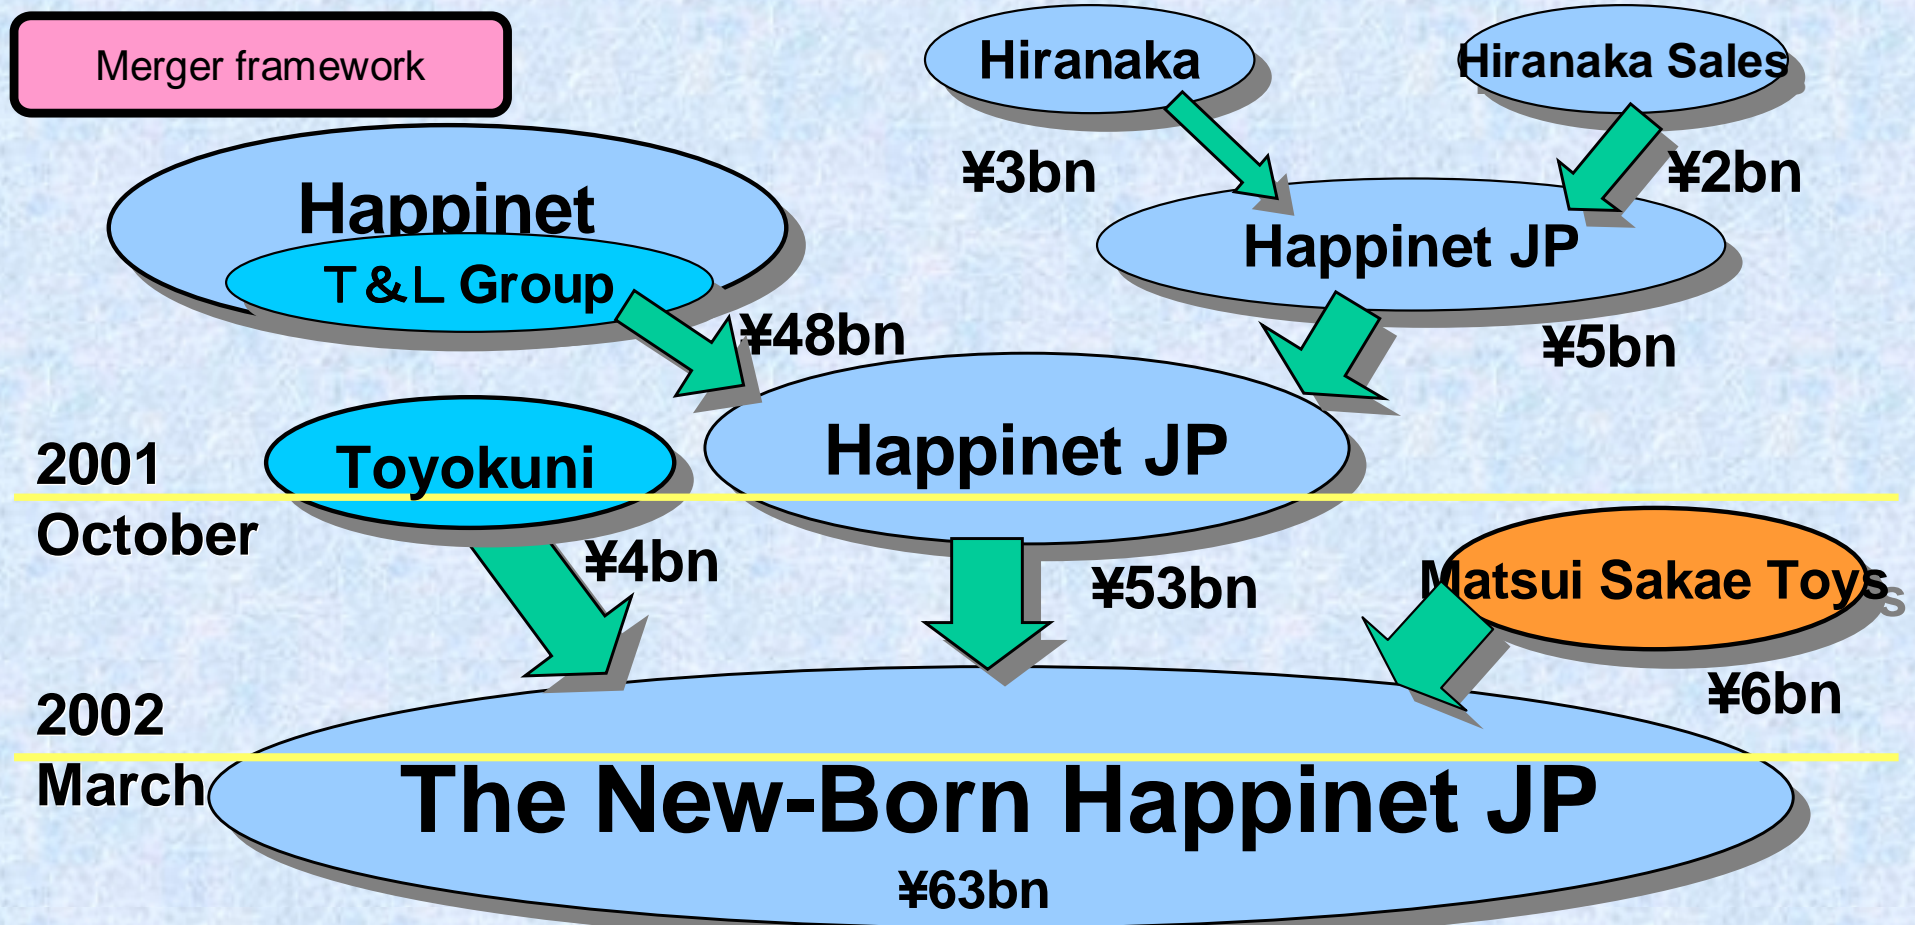 Merger framework
Hiranaka
Hiranaka Sales
¥3bn
¥2bn
Happinet
T&L Group
Happinet JP
¥48bn
¥5bn
Happinet JP
Toyokuni
2001
October
¥4bn
¥53bn
Matsui Sakae Toys
¥6bn
2002
March
The New-Born Happinet JP
¥63bn